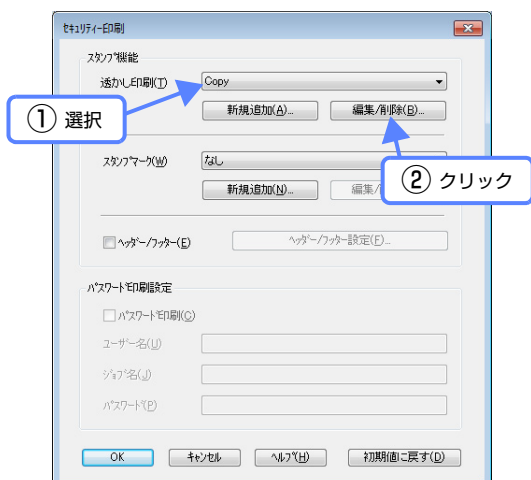 セキュリティー印刷
スタンプ機能
透かし印刷(T) Copy
新規追加(A)... 編集/削除(B)...
① 選択
スタンプマーク(W) なし
② クリック
新規追加(N)... 編集/
ヘッダー/フッター(E) ヘッダー/フッター設定(F)...
パスワード印刷設定
パスワード印刷(C)
ユーザー名(U)
ジョブ名(J)
パスワード(P)
OK キャンセル ヘルプ(H) 初期値に戻す(D)